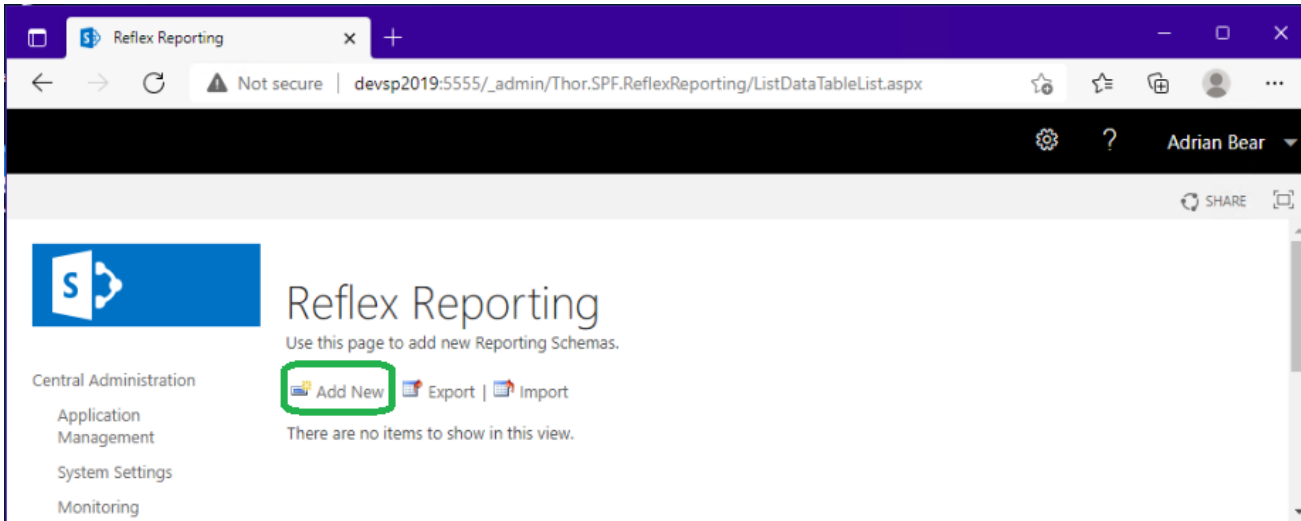 Reflex Reporting
Not secure | devsp2019:5555/_admin/Thor.SPF.ReflexReporting/ListDataTableList.aspx
? Adrian Bear
SHARE
S
Reflex Reporting
Use this page to add new Reporting Schemas.
Add New Export | Import
There are no items to show in this view.
Central Administration
Application
Management
System Settings
Monitoring